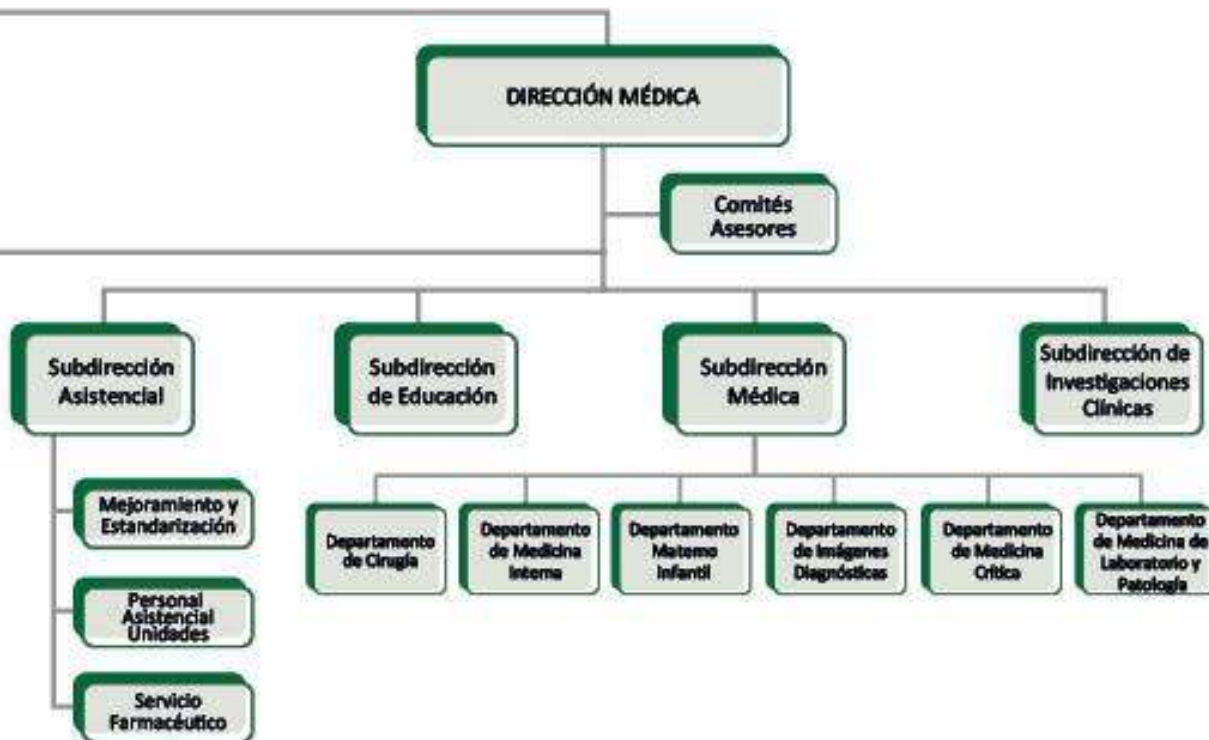 DIRECCIÓN MÉDICA
Comités
Asesores
Subdirección
Asistencial
Subdirección
de Educación
Subdirección
Médica
Subdirección de
Investigaciones
Clínicas
Mejoramiento y
Estandarización
Personal
Asistencial
Unidades
Servicio
Farmacéutico
Departamento
de Cirugía
Departamento
de Medicina
Interna
Departamento
Materno
Infantil
Departamento
de Imágenes
Diagnósticas
Departamento
de Medicina
Crítica
Departamento
de Medicina de
Laboratorio y
Patología